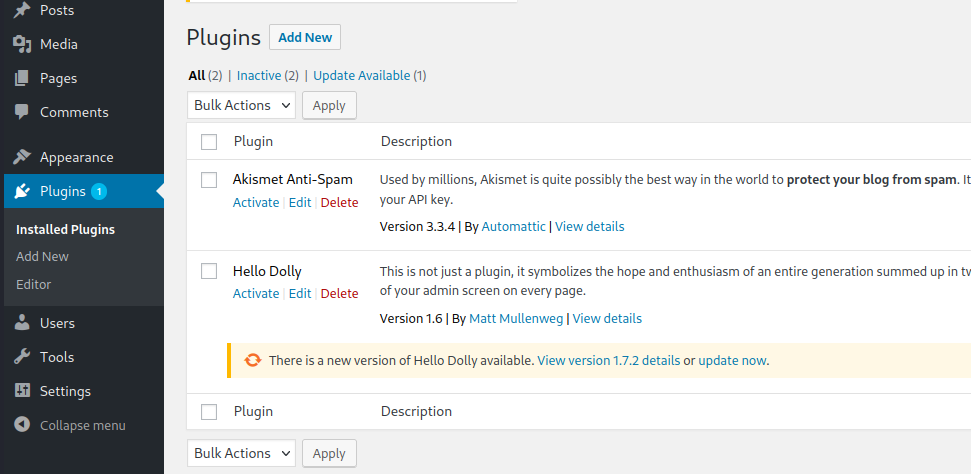 Posts
Media
Pages
Comments
Appearance
Plugins 1
Installed Plugins
Add New
Editor
Users
Tools
Settings
Collapse menu
Plugins Add New
All (2) | Inactive (2) | Update Available (1)
Bulk Actions Apply
Plugin Description
Akismet Anti-Spam
Activate | Edit | Delete
Used by millions, Akismet is quite possibly the best way in the world to protect your blog from spam. It
your API key.
Version 3.3.4 | By Automattic | View details
Hello Dolly
Activate | Edit | Delete
This is not just a plugin, it symbolizes the hope and enthusiasm of an entire generation summed up in
of your admin screen on every page.
Version 1.6 | By Matt Mullenweg | View details
There is a new version of Hello Dolly available. View version 1.7.2 details or update now.
Plugin Description
Bulk Actions Apply